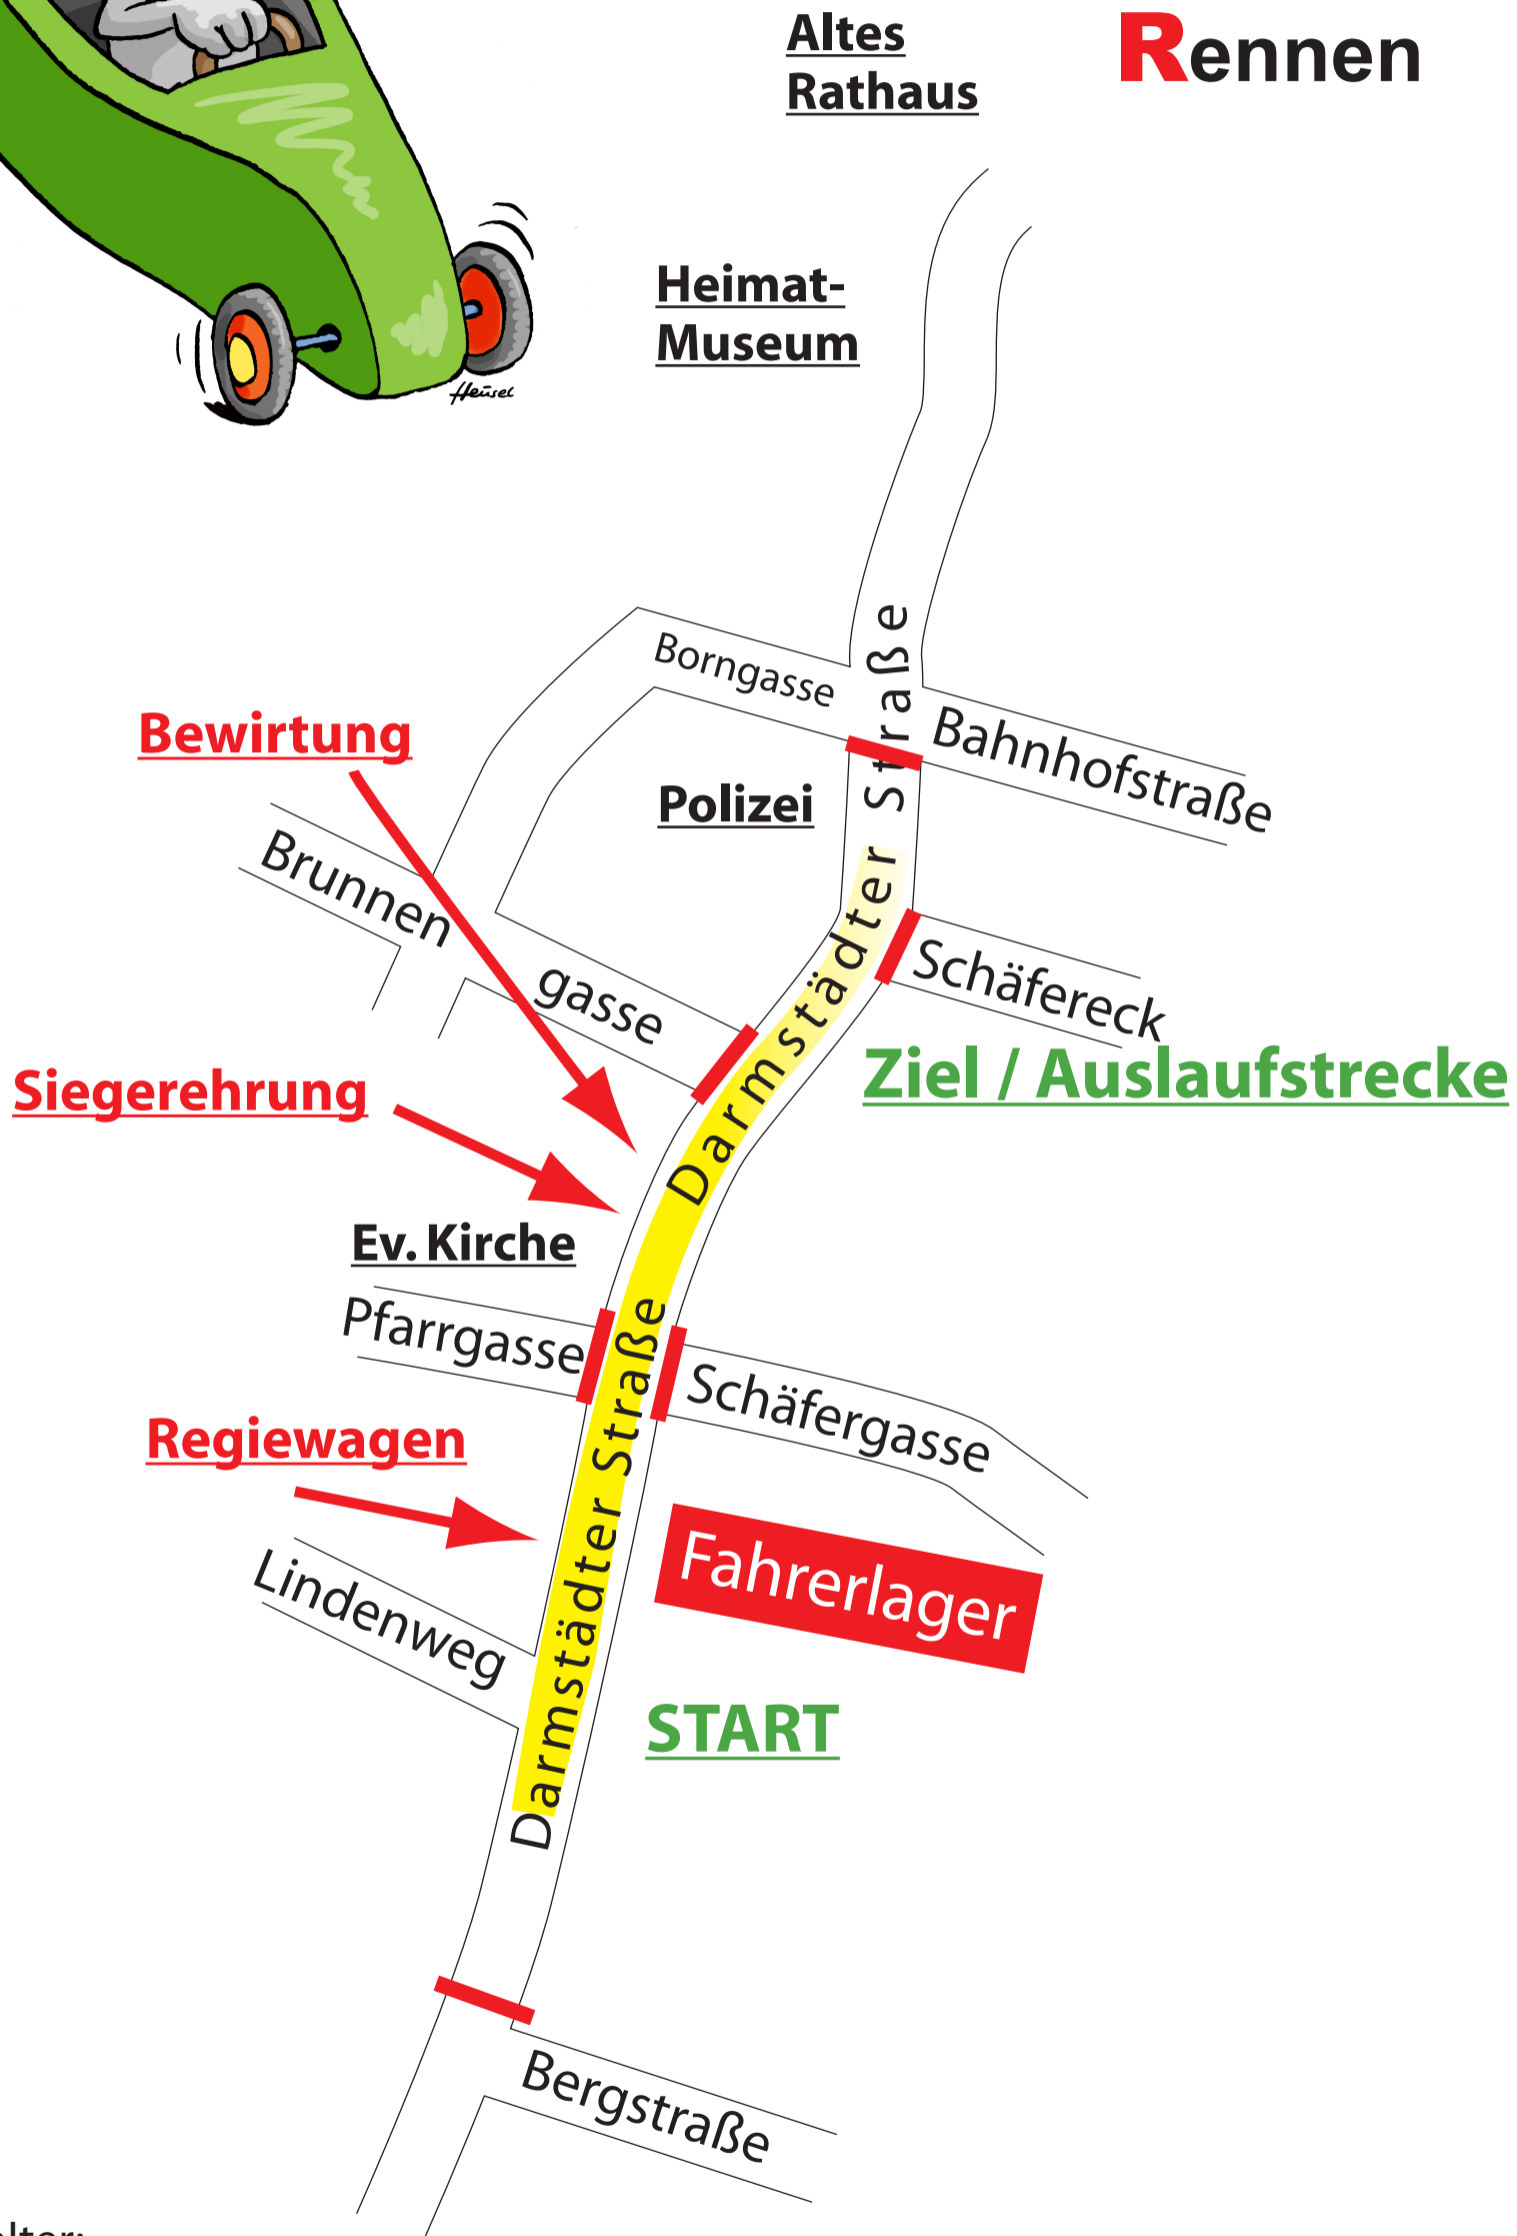 Altes
Rathaus
Rennen
Heimat-
Museum
Heüsel
Borngasse
Darmstädter Straße
Bahnhofstraße
Bewirtung
Polizei
Brunnen
gasse
Schäfereck
Ziel / Auslaufstrecke
Siegerehrung
Ev. Kirche
Pfarrgasse
Schäfergasse
Darmstädter Straße
Regiewagen
Fahrerlager
Lindenweg
START
Bergstraße